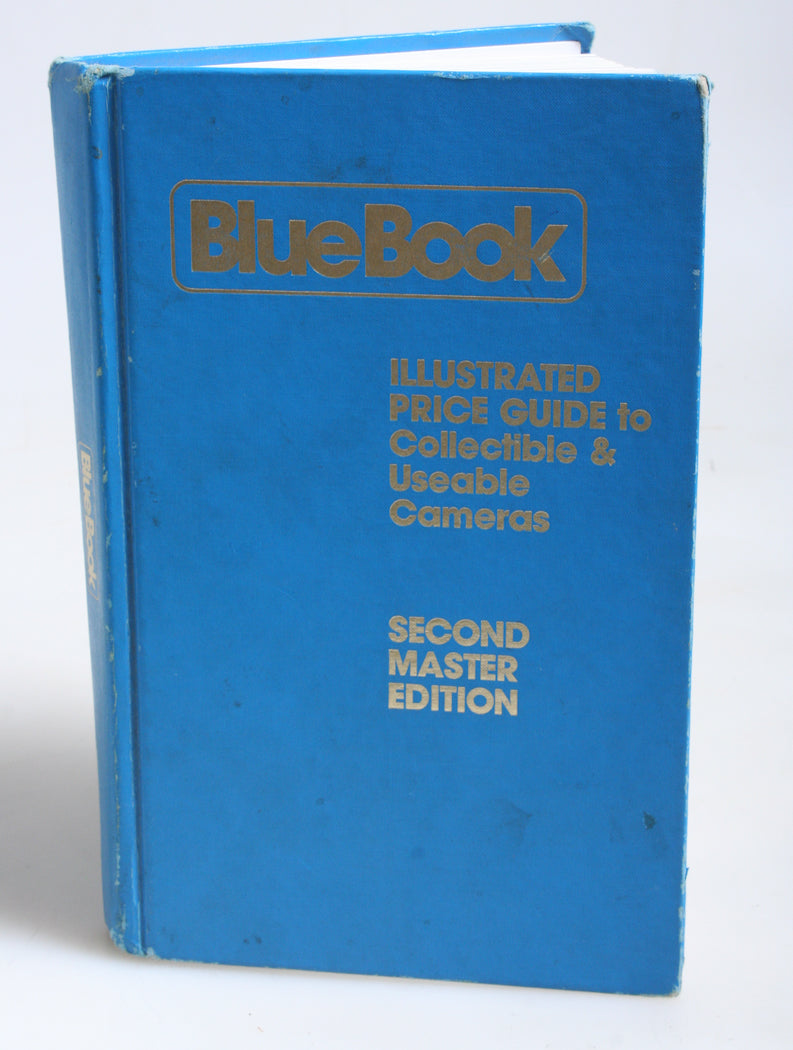 BlueBook
ILLUSTRATED
PRICE GUIDE to
Collectible &
Useable
Cameras
SECOND
MASTER
EDITION
BlueBook